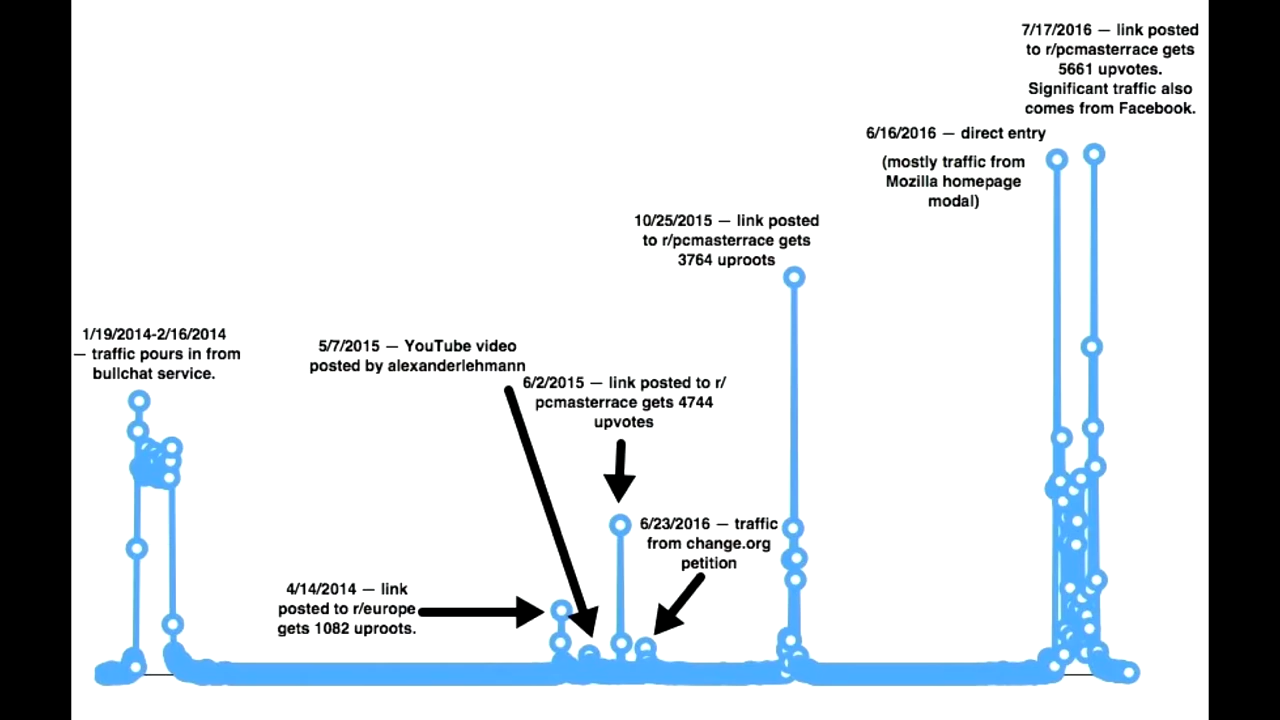 1/19/2014-2/16/2014
— traffic pours in from
bullchat service.
5/7/2015 — YouTube video
posted by alexanderlehmann
4/14/2014 — link
posted to r/europe
gets 1082 uproots.
6/2/2015 — link posted to r/
pcmasterrace gets 4744
upvotes
6/23/2016 — traffic
from change.org
petition
10/25/2015 — link posted
to r/pcmasterrace gets
3764 uproots
6/16/2016 — direct entry
(mostly traffic from
Mozilla homepage
modal)
7/17/2016 — link posted
to r/pcmasterrace gets
5661 upvotes.
Significant traffic also
comes from Facebook.